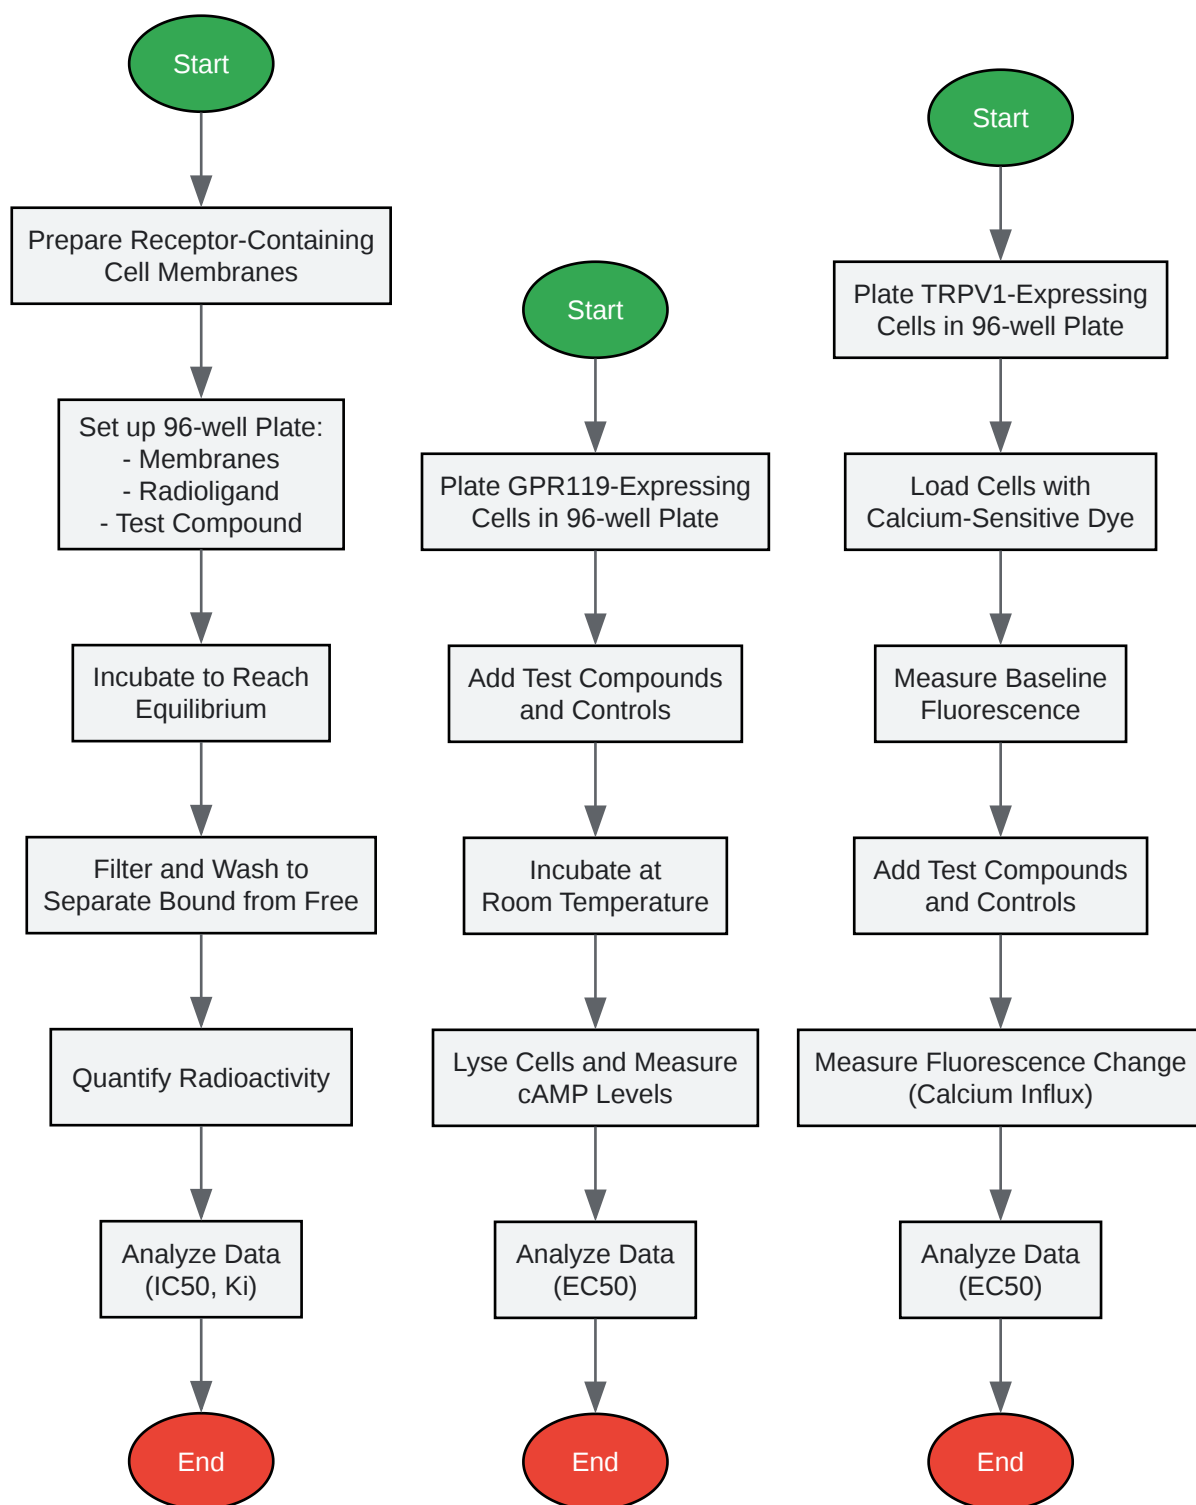 Start
Prepare Receptor-Containing
Cell Membranes
Set up 96-well Plate:
- Membranes
- Radioligand
- Test Compound
Incubate to Reach
Equilibrium
Filter and Wash to
Separate Bound from Free
Quantify Radioactivity
Analyze Data
(IC50, Ki)
End
Start
Plate GPR119-Expressing
Cells in 96-well Plate
Add Test Compounds
and Controls
Incubate at
Room Temperature
Lyse Cells and Measure
cAMP Levels
Analyze Data
(EC50)
End
Start
Plate TRPV1-Expressing
Cells in 96-well Plate
Load Cells with
Calcium-Sensitive Dye
Measure Baseline
Fluorescence
Add Test Compounds
and Controls
Measure Fluorescence Change
(Calcium Influx)
Analyze Data
(EC50)
End